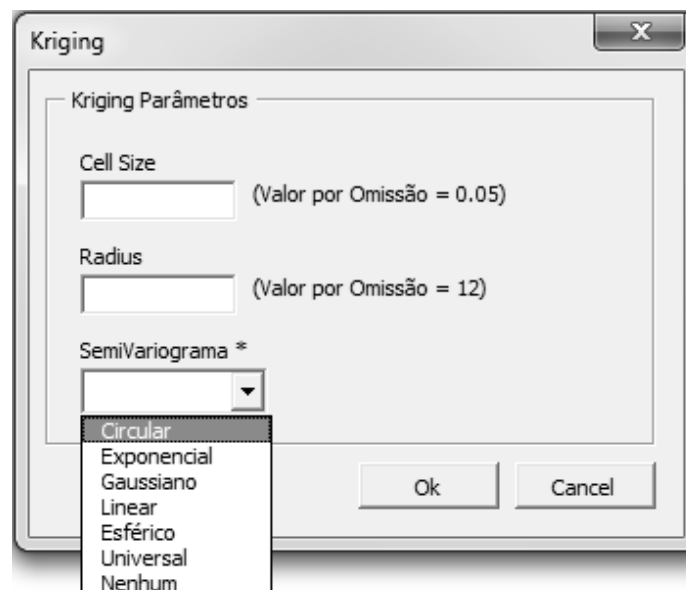 Kriging
Kriging Parâmetros
Cell Size
(Valor por Omissão = 0.05)
Radius
(Valor por Omissão = 12)
SemiVariograma *
Circular
Exponencial
Gaussiano
Linear
Esférico
Universal
Nenhum
Ok
Cancel